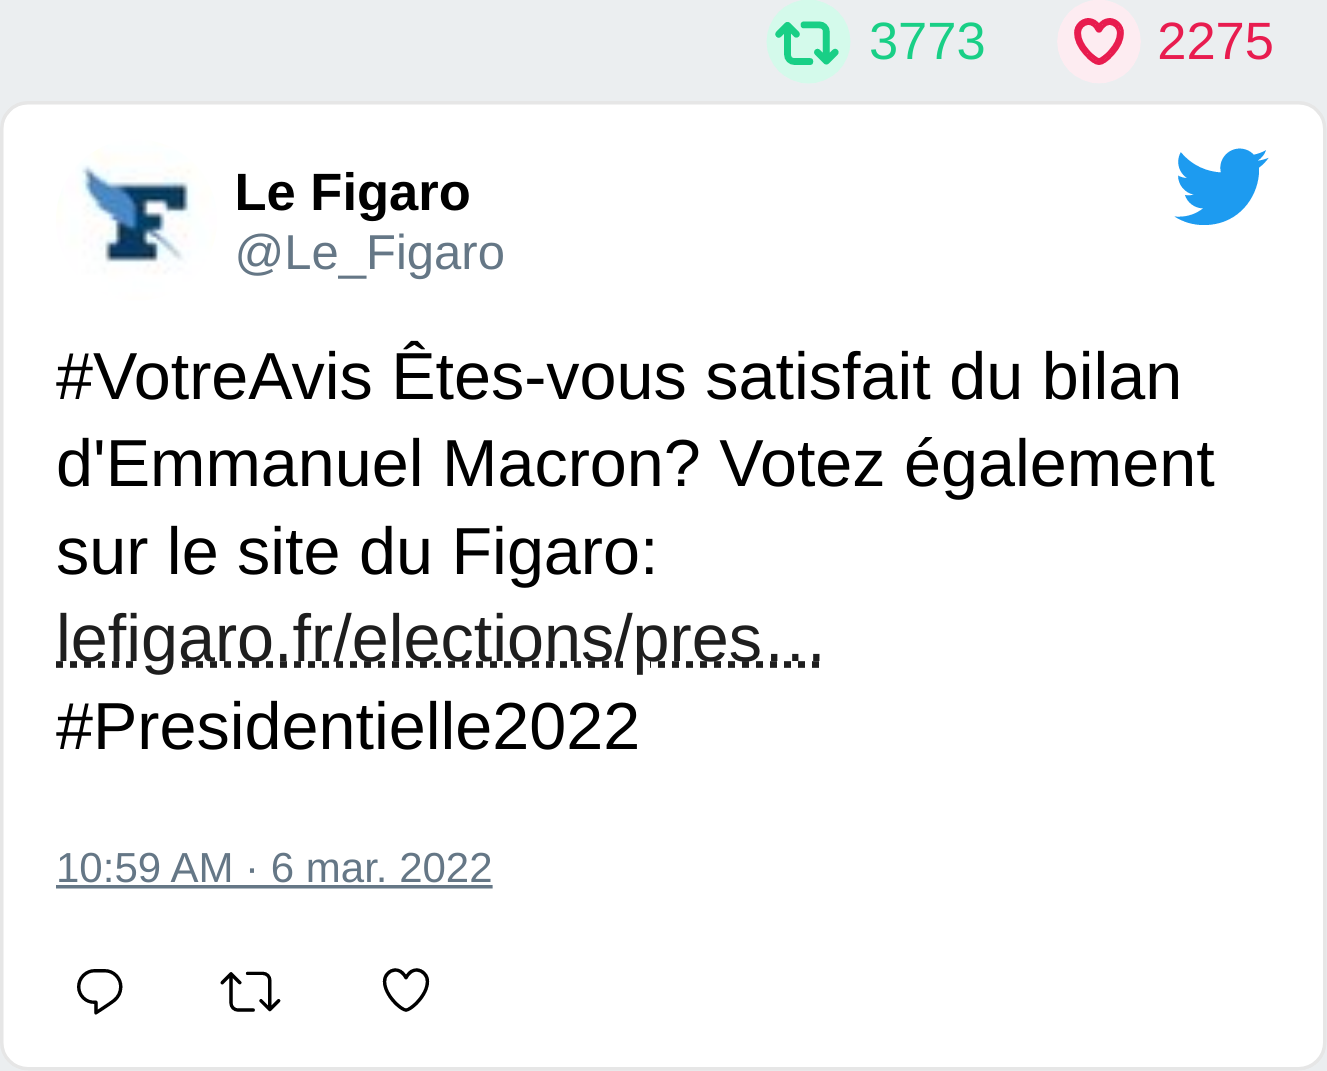 3773 2275
Le Figaro
@Le_Figaro
#VotreAvis Êtes-vous satisfait du bilan
d'Emmanuel Macron? Votez également
sur le site du Figaro:
lefigaro.fr/elections/pres...
#Presidentielle2022
10:59 AM · 6 mar. 2022